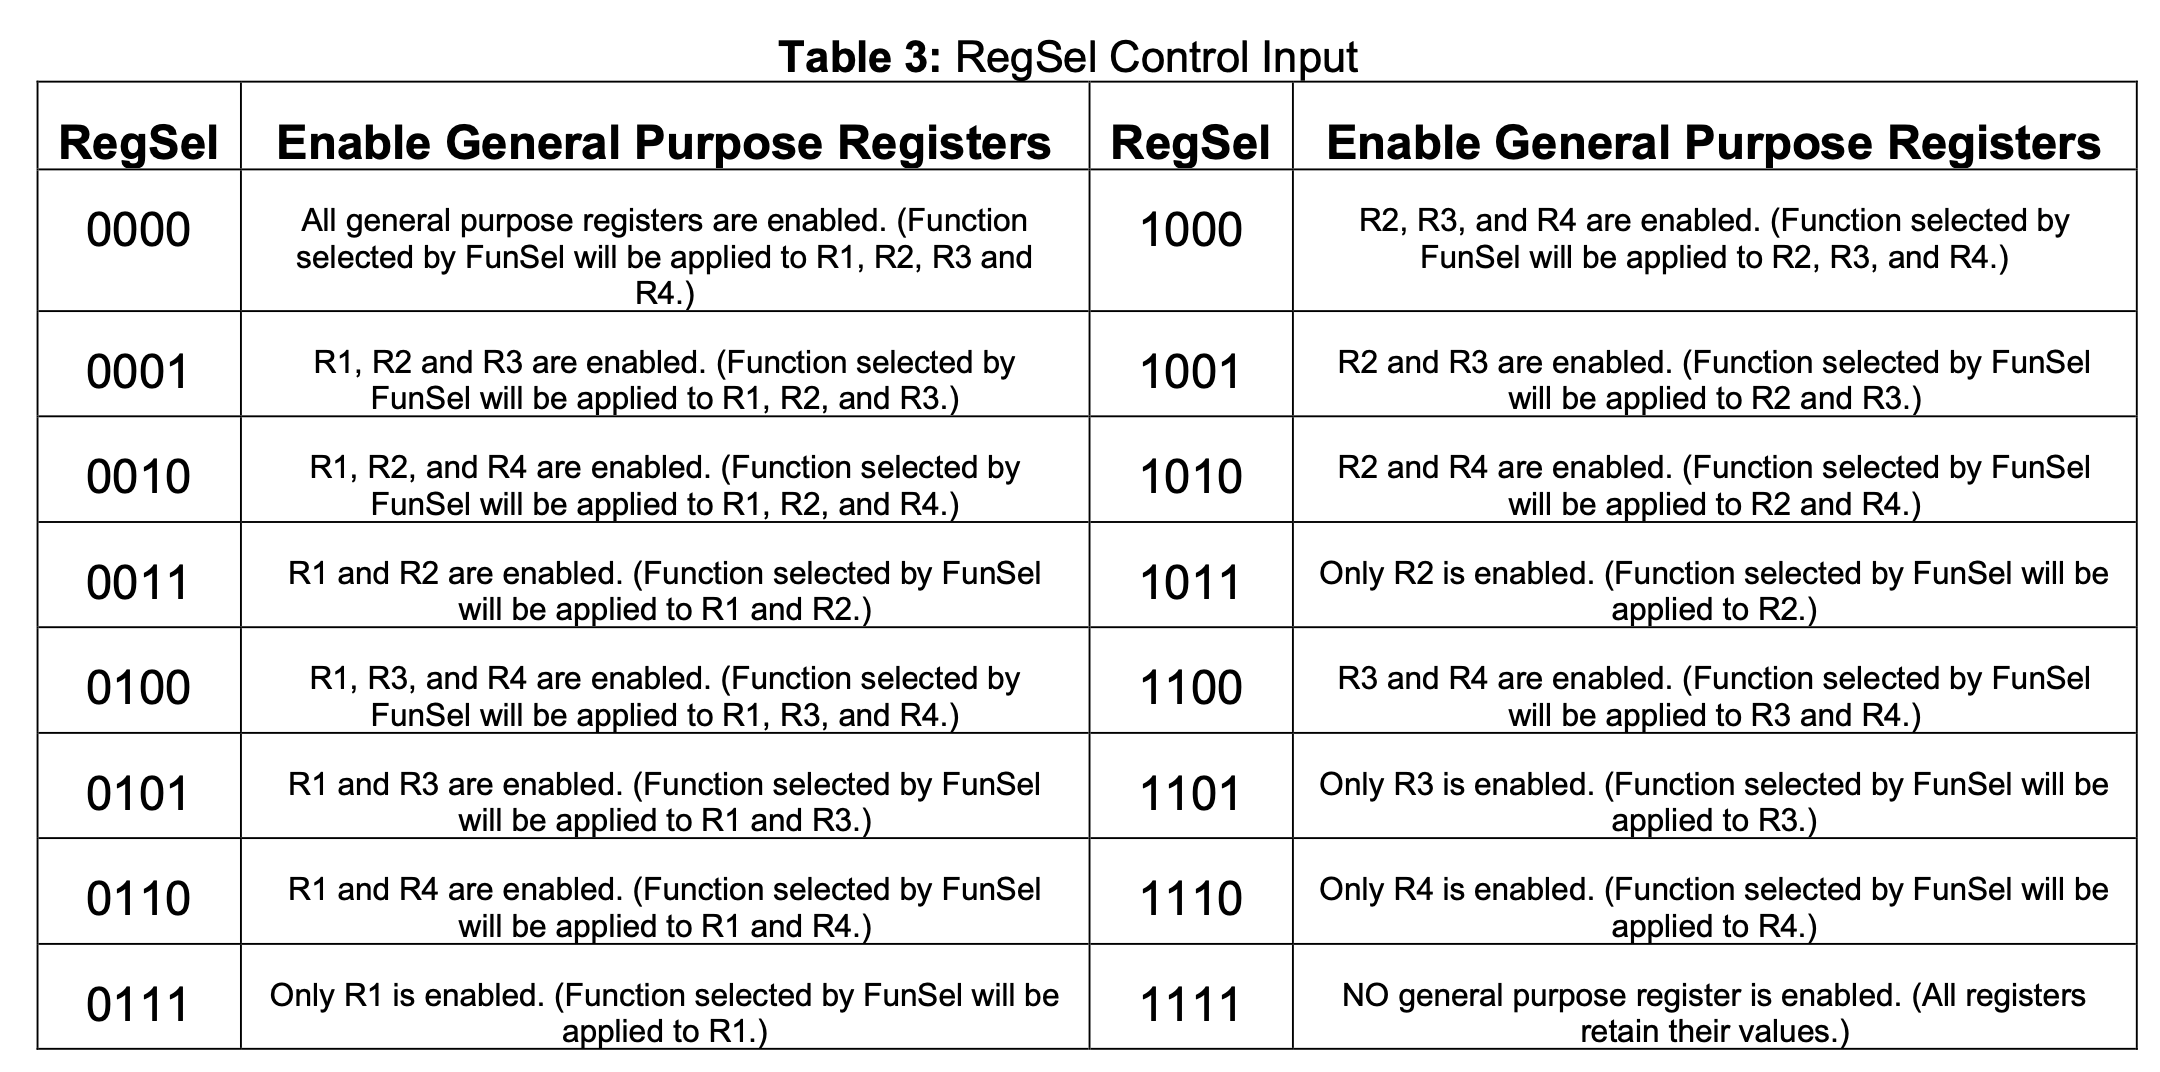 Table 3: RegSel Control Input
RegSel Enable General Purpose Registers RegSel Enable General Purpose Registers
0000
All general purpose registers are enabled. (Function
selected by FunSel will be applied to R1, R2, R3 and
R4.)
1000
R2, R3, and R4 are enabled. (Function selected by
FunSel will be applied to R2, R3, and R4.)
0001
R1, R2 and R3 are enabled. (Function selected by
FunSel will be applied to R1, R2, and R3.)
1001
R2 and R3 are enabled. (Function selected by FunSel
will be applied to R2 and R3.)
0010
R1, R2, and R4 are enabled. (Function selected by
FunSel will be applied to R1, R2, and R4.)
1010
R2 and R4 are enabled. (Function selected by FunSel
will be applied to R2 and R4.)
0011
R1 and R2 are enabled. (Function selected by FunSel
will be applied to R1 and R2.)
1011
Only R2 is enabled. (Function selected by FunSel will be
applied to R2.)
0100
R1, R3, and R4 are enabled. (Function selected by
FunSel will be applied to R1, R3, and R4.)
1100
R3 and R4 are enabled. (Function selected by FunSel
will be applied to R3 and R4.)
0101
R1 and R3 are enabled. (Function selected by FunSel
will be applied to R1 and R3.)
1101
Only R3 is enabled. (Function selected by FunSel will be
applied to R3.)
0110
R1 and R4 are enabled. (Function selected by FunSel
will be applied to R1 and R4.)
1110
Only R4 is enabled. (Function selected by FunSel will be
applied to R4.)
0111
Only R1 is enabled. (Function selected by FunSel will be
applied to R1.)
1111
NO general purpose register is enabled. (All registers
retain their values.)